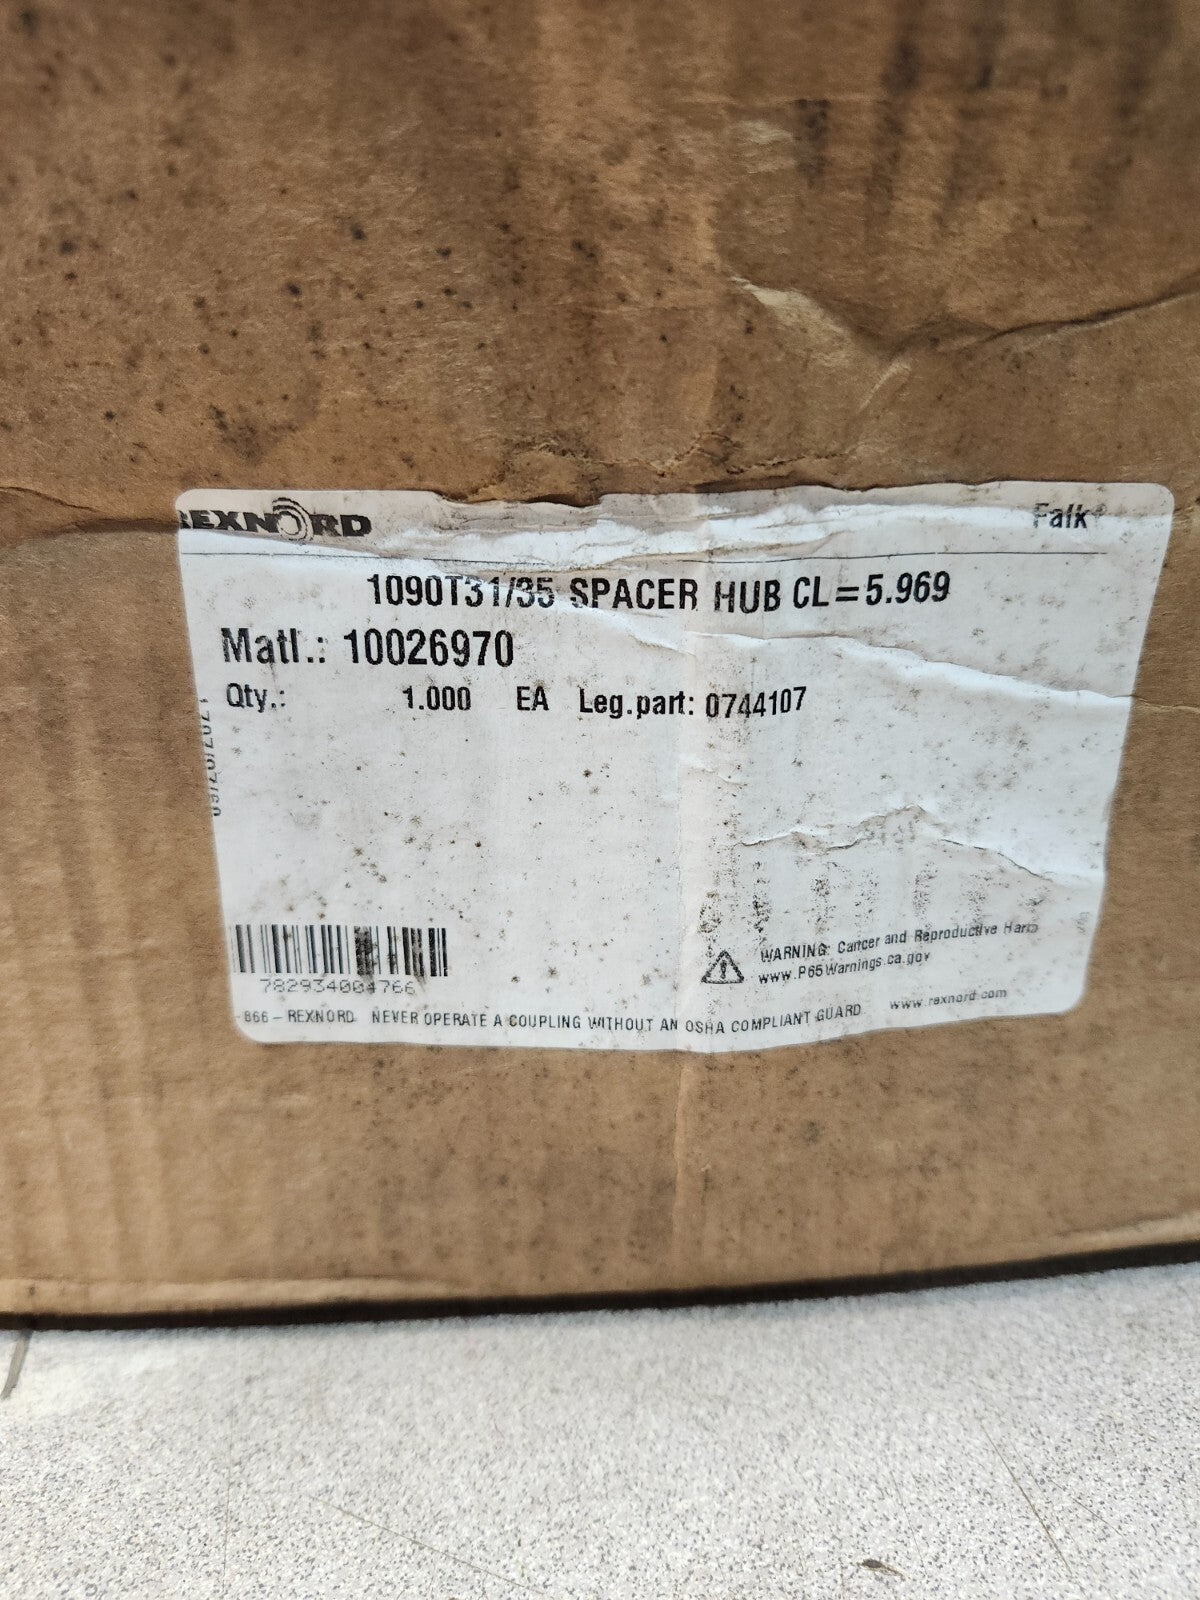 REXNORD
Falk
1090T31/35 SPACER HUB CL=5.969
Matl.: 10026970
Qty.: 1.000 EA Leg.part: 0744107
782934004766
WARNING: Cancer and Reproductive Harm
www.P65Warnings.ca.gov
866 - REXNORD NEVER OPERATE A COUPLING WITHOUT AN OSHA COMPLIANT GUARD www.rexnord.com